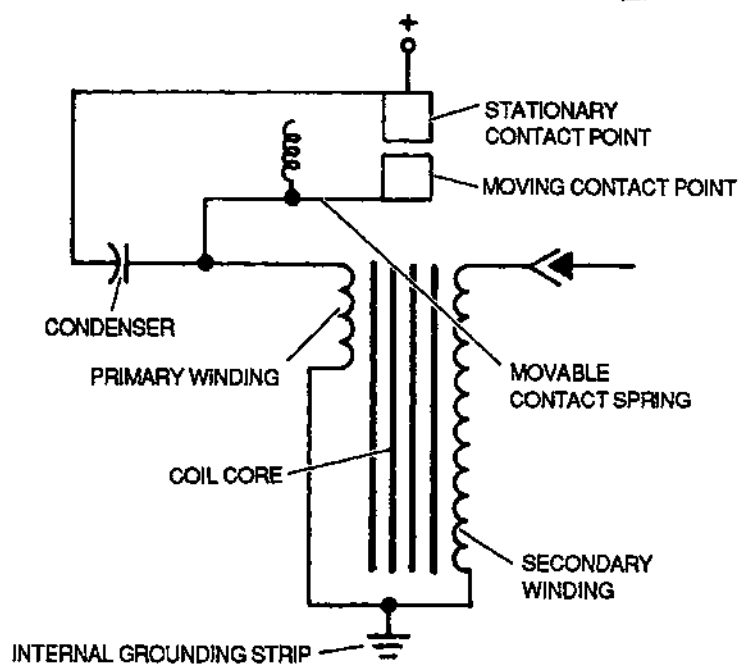 +
STATIONARY
CONTACT POINT
MOVING CONTACT POINT
CONDENSER
PRIMARY WINDING
MOVABLE
CONTACT SPRING
COIL CORE
SECONDARY
WINDING
INTERNAL GROUNDING STRIP